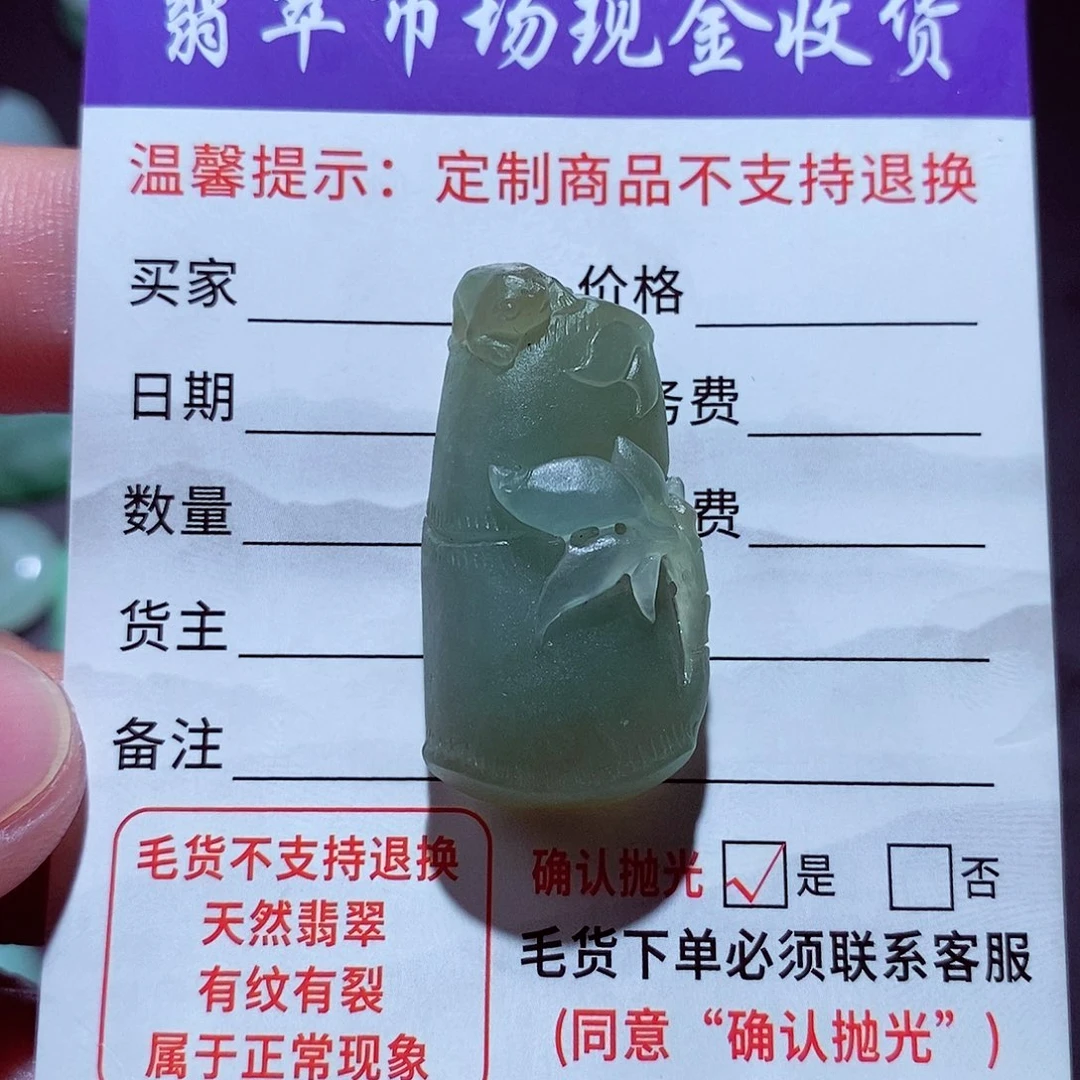 翡翠市场现金收货
温馨提示：定制商品不支持退换
买家 价格
日期 务费
数量 费
货主
备注
毛货不支持退换
天然翡翠
有纹有裂
属于正常现象
确认抛光 是 否
毛货下单必须联系客服
(同意“确认抛光”)